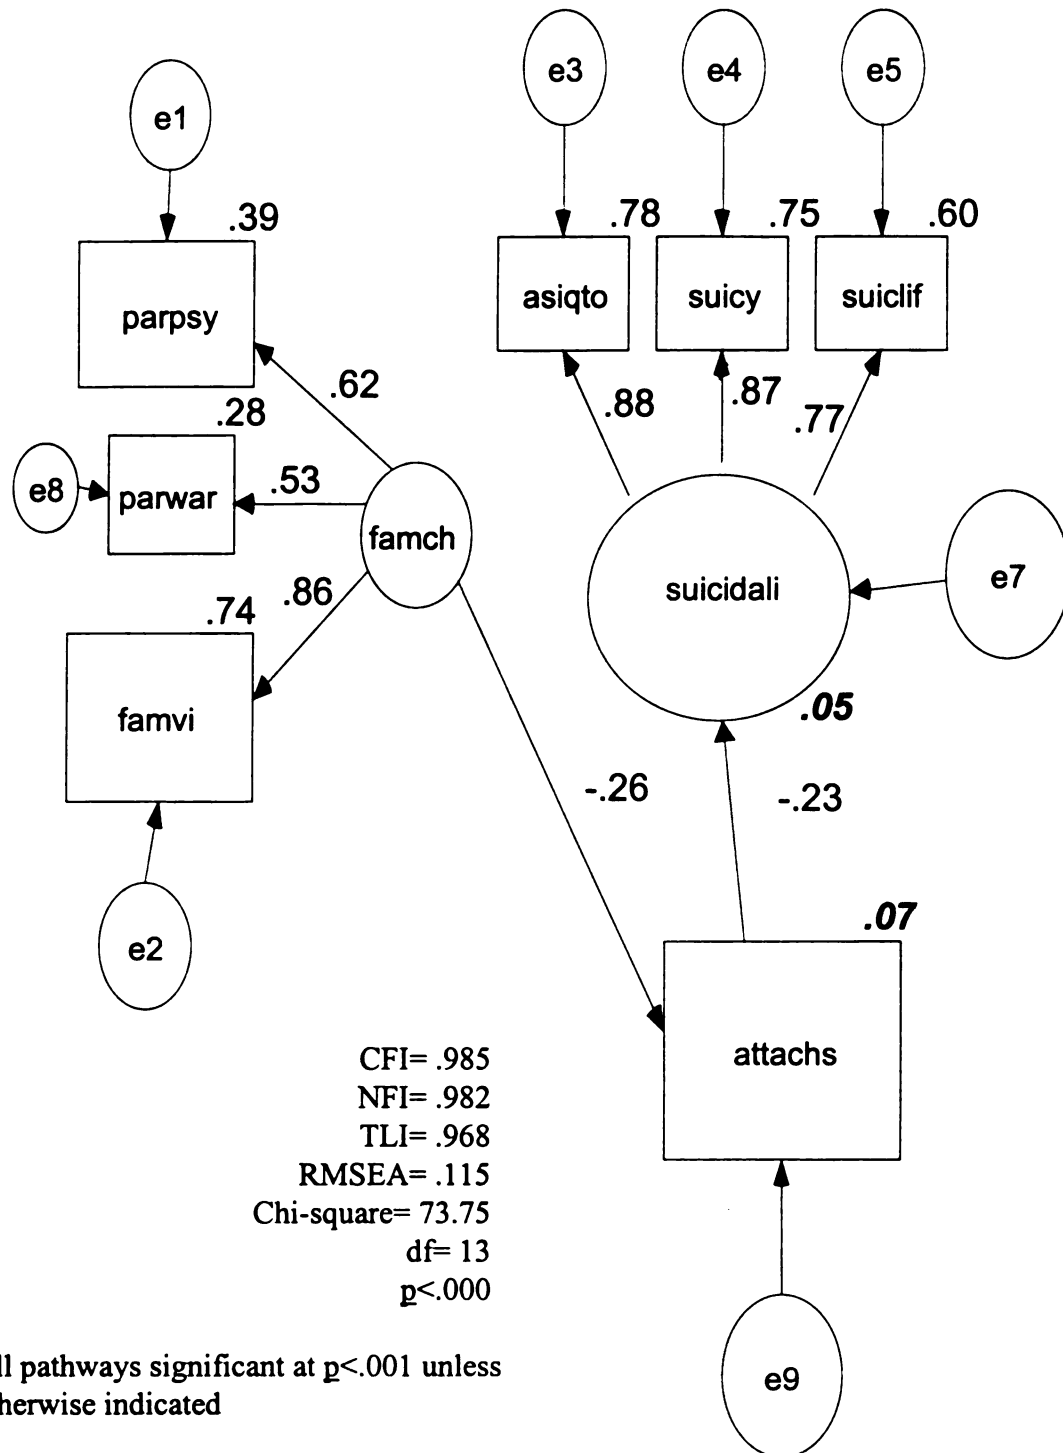 e3 e4 e5
e1
.39 .78 .75 .60
parpsy asiqto suicy suiclif
.62 .88 .87 .77
.28
e8 parwar .53
famch
.86 suicidali e7
.74
famvi .05
-.26 -.23
e2 .07
attachs
CFI= .985
NFI= .982
TLI= .968
RMSEA= .115
Chi-square= 73.75
df= 13
p<.000
ll pathways significant at p<.001 unless
herwise indicated
e9